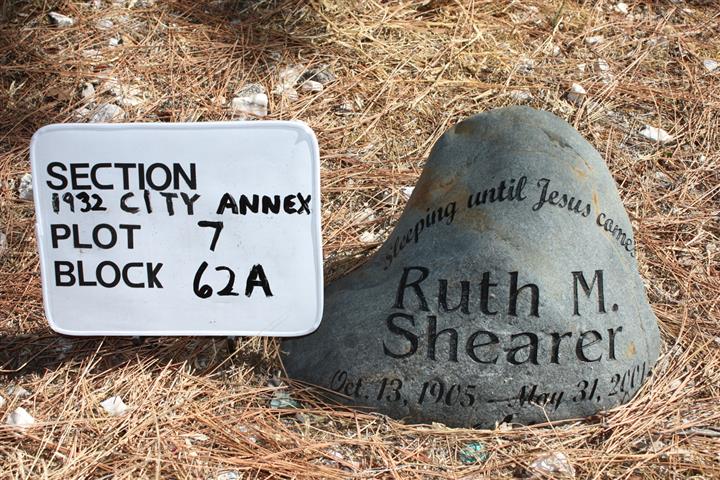 SECTION
1932 CITY ANNEX
PLOT 7
BLOCK 62A
Sleeping until Jesus comes
Ruth M.
Shearer
Oct. 13, 1905 - May 31, 2001